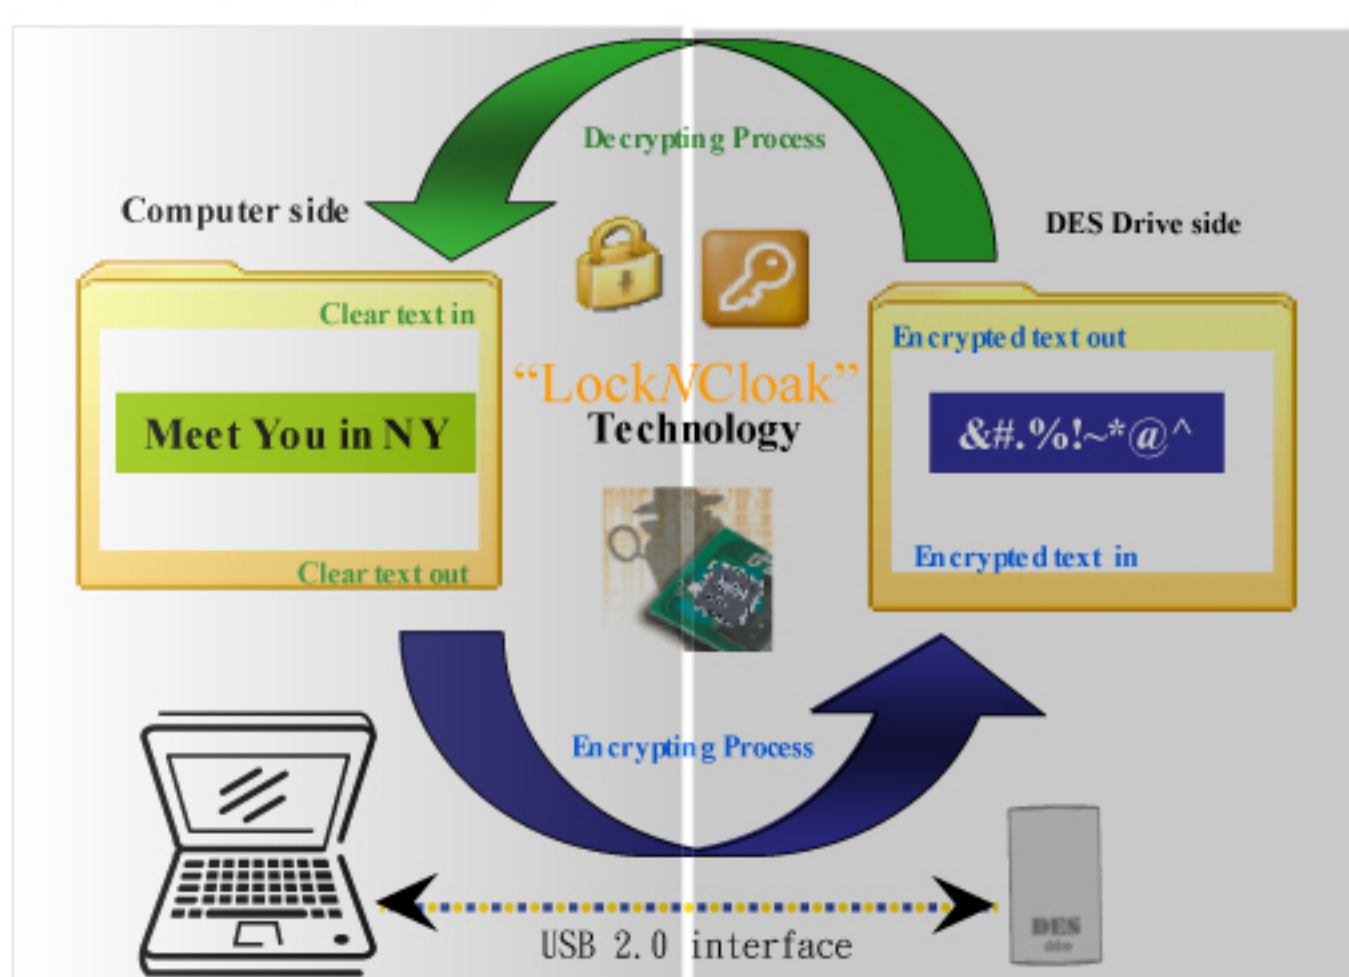 Decrypting Process
Computer side
DES Drive side
Clear text in
Encrypted text out
“LockNCloak”
Technology
Meet You in NY
&#.%!~*@^
Encrypted text in
Clear text out
Encrypting Process
USB 2.0 interface
DES